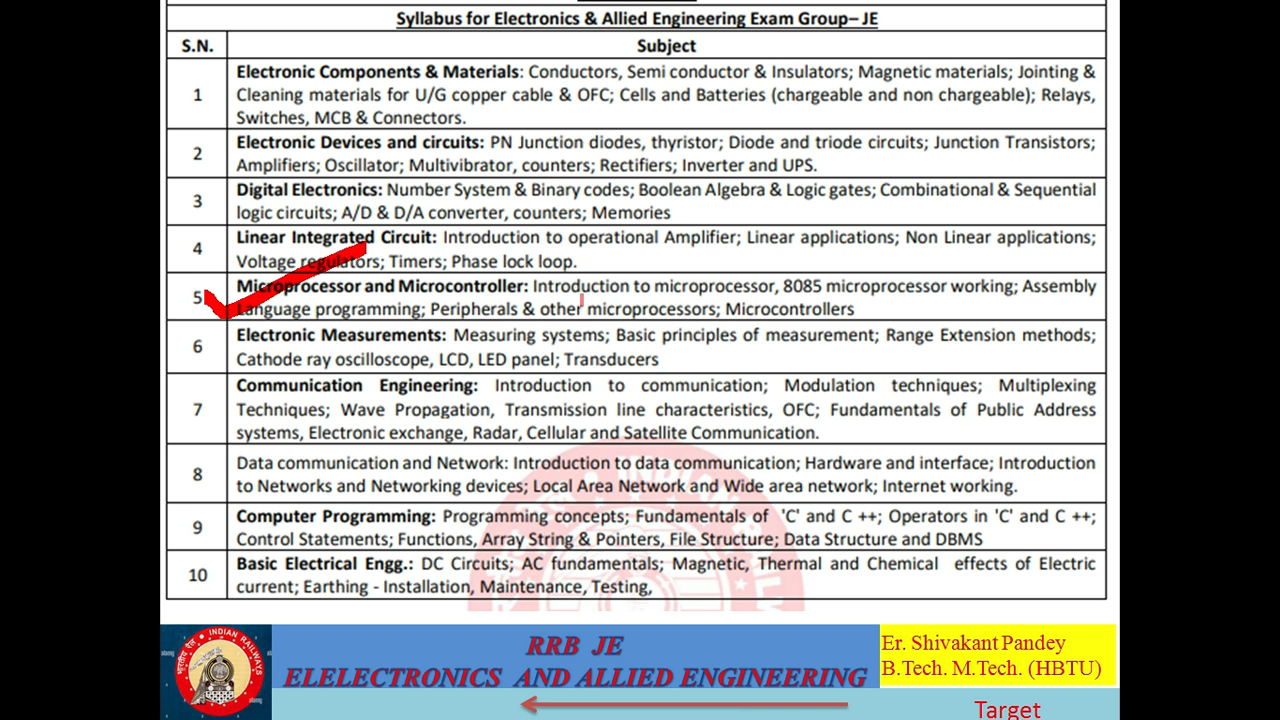 Syllabus for Electronics & Allied Engineering Exam Group– JE
S.N. Subject
1 Electronic Components & Materials: Conductors, Semi conductor & Insulators; Magnetic materials; Jointing &
Cleaning materials for U/G copper cable & OFC; Cells and Batteries (chargeable and non chargeable); Relays,
Switches, MCB & Connectors.
2 Electronic Devices and circuits: PN Junction diodes, thyristor; Diode and triode circuits; Junction Transistors;
Amplifiers; Oscillator; Multivibrator, counters; Rectifiers; Inverter and UPS.
3 Digital Electronics: Number System & Binary codes; Boolean Algebra & Logic gates; Combinational & Sequential
logic circuits; A/D & D/A converter, counters; Memories
4 Linear Integrated Circuit: Introduction to operational Amplifier; Linear applications; Non Linear applications;
Voltage regulators; Timers; Phase lock loop.
5 Microprocessor and Microcontroller: Introduction to microprocessor, 8085 microprocessor working; Assembly
Language programming; Peripherals & other microprocessors; Microcontrollers
6 Electronic Measurements: Measuring systems; Basic principles of measurement; Range Extension methods;
Cathode ray oscilloscope, LCD, LED panel; Transducers
7 Communication Engineering: Introduction to communication; Modulation techniques; Multiplexing
Techniques; Wave Propagation, Transmission line characteristics, OFC; Fundamentals of Public Address
systems, Electronic exchange, Radar, Cellular and Satellite Communication.
8 Data communication and Network: Introduction to data communication; Hardware and interface; Introduction
to Networks and Networking devices; Local Area Network and Wide area network; Internet working.
9 Computer Programming: Programming concepts; Fundamentals of 'C' and C ++; Operators in 'C' and C ++;
Control Statements; Functions, Array String & Pointers, File Structure; Data Structure and DBMS
10 Basic Electrical Engg.: DC Circuits; AC fundamentals; Magnetic, Thermal and Chemical effects of Electric
current; Earthing - Installation, Maintenance, Testing,
INDIAN RAILWAYS
भारतीय रेल
RRB JE
ELELECTRONICS AND ALLIED ENGINEERING
Er. Shivakant Pandey
B.Tech. M.Tech. (HBTU)
Target